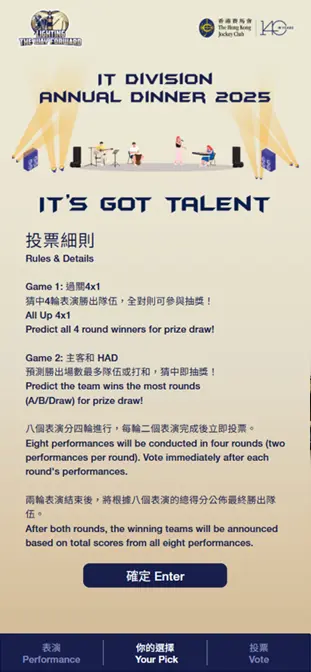 LIGHTING
THE WAY FORWARD
香港賽馬會
The Hong Kong
Jockey Club
140
IT DIVISION
ANNUAL DINNER 2025
IT'S GOT TALENT
投票細則
Rules & Details
Game 1: 過關4x1
猜中4輪表演勝出隊伍，全對則可參與抽獎！
All Up 4x1
Predict all 4 round winners for prize draw!
Game 2: 主客和 HAD
預測勝出場數最多隊伍或打和，猜中即抽獎！
Predict the team wins the most rounds
(A/B/Draw) for prize draw!
八個表演分四輪進行，每輪二個表演完成後立即投票。
Eight performances will be conducted in four rounds (two
performances per round). Vote immediately after each
round's performances.
兩輪表演結束後，將根據八個表演的總得分公佈最終勝出隊
伍。
After both rounds, the winning teams will be announced
based on total scores from all eight performances.
確定 Enter
表演
Performance
你的選擇
Your Pick
投票
Vote